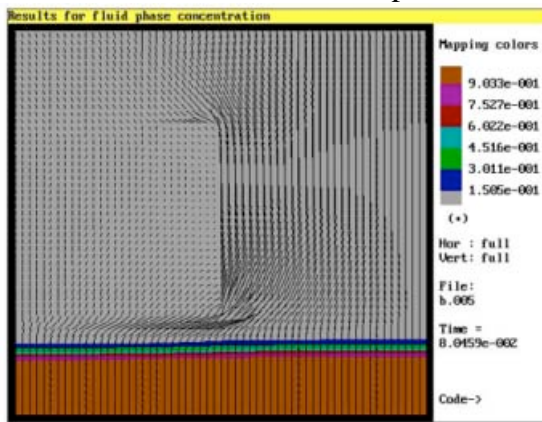 Results for fluid phase concentration
Mapping colors
9.033e-001
7.527e-001
6.022e-001
4.516e-001
3.011e-001
1.505e-001
(+)
Hor : full
Vert: full
File:
b.005
Time =
8.0459e-002
Code->